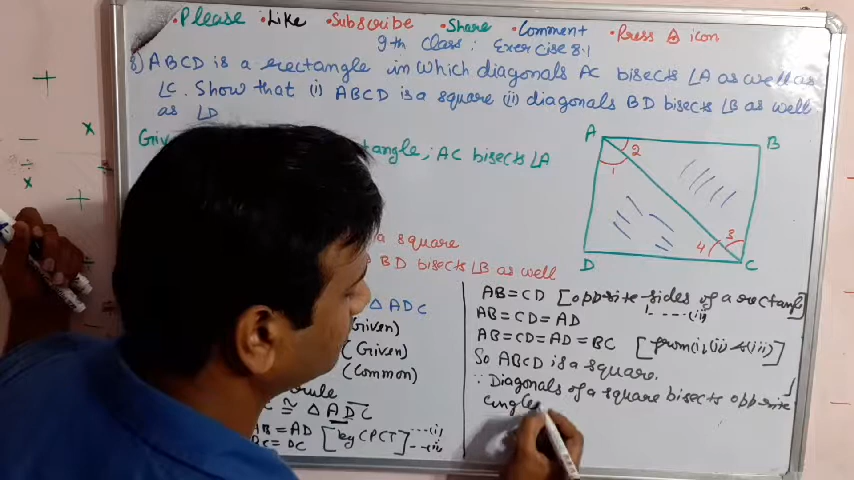 • Please • Like • Subscribe • Share • Comment • Press icon
9th class : Exercise 8.1
8) ABCD is a rectangle in which diagonals AC bisects ∠A as well as
∠C. Show that (i) ABCD is a square (ii) diagonals BD bisects ∠B as well
as ∠D
tangle; AC bisects ∠A
a square
BD bisects ∠B as well
A B
2
1
3
4
D C
△ADC
(Given)
(Given)
(Common)
rule
≅ △ADC
AB = AD [by CPCT] ---(i)
BC = DC ---(ii)
AB = CD [opposite sides of a rectangle]
----(iii)
AB = CD = AD
AB = CD = AD = BC [from (i), (ii) & (iii)]
So ABCD is a square.
∵ Diagonals of a square bisects opposite
angles